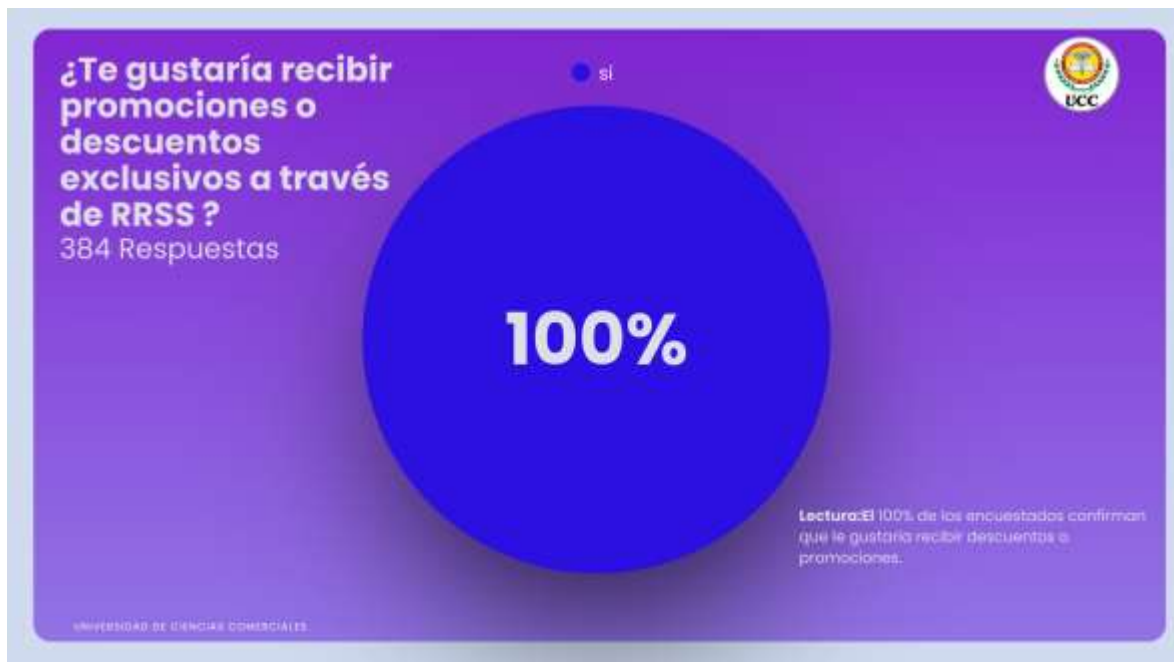 ¿Te gustaría recibir
promociones o
descuentos
exclusivos a través
de RRSS ?
384 Respuestas
sí
UCC
100%
Lectura:El 100% de los encuestados confirman
que le gustaría recibir descuentos o
promociones.
UNIVERSIDAD DE CIENCIAS COMERCIALES